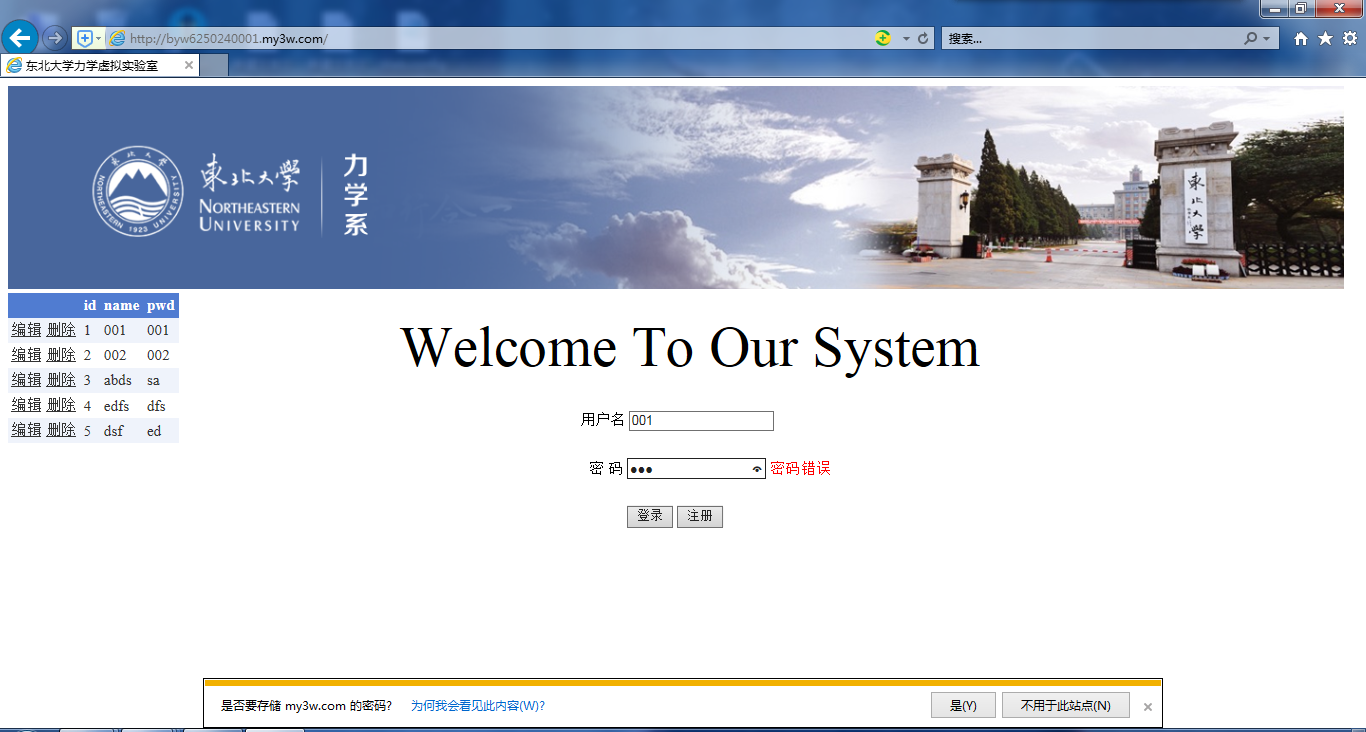 http://byw6250240001.my3w.com/
搜索...
东北大学力学虚拟实验室
東北大学
NORTHEASTERN
UNIVERSITY
力学系
東北大学
id name pwd
编辑 删除 1 001 001
编辑 删除 2 002 002
编辑 删除 3 abds sa
编辑 删除 4 edfs dfs
编辑 删除 5 dsf ed
Welcome To Our System
用户名 001
密 码 ●●● 密码错误
登录 注册
是否要存储 my3w.com 的密码? 为何我会看见此内容(W)? 是(Y) 不用于此站点(N)